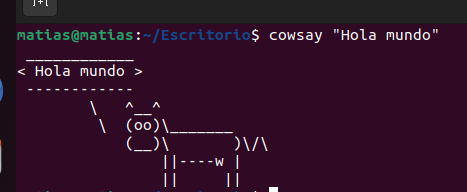 matias@matias:~/Escritorio$ cowsay "Hola mundo"
 ____________
< Hola mundo >
 ------------
        \   ^__^
         \  (oo)\_______
            (__)\       )\/\
                ||----w |
                ||     ||